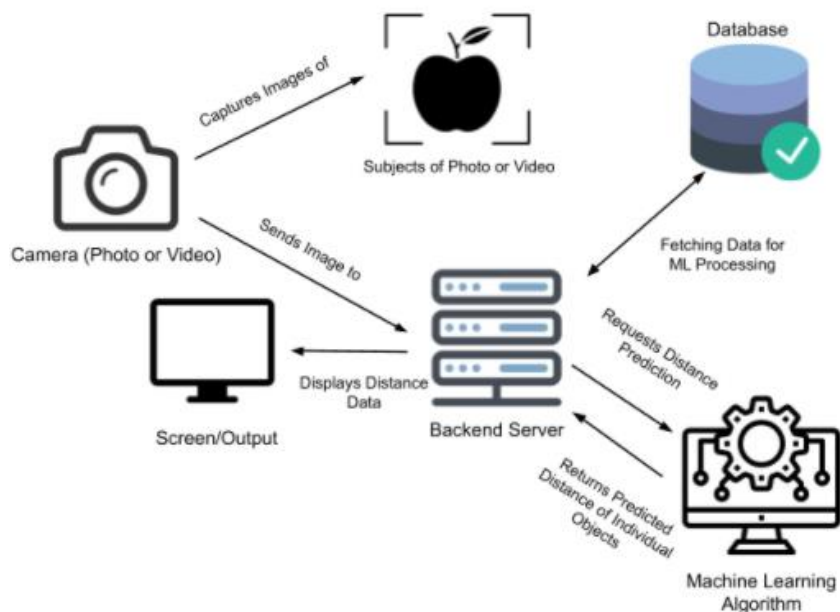 Database
Captures Images of
Subjects of Photo or Video
Camera (Photo or Video)
Sends Image to
Fetching Data for
ML Processing
Requests Distance
Prediction
Displays Distance
Data
Screen/Output
Backend Server
Returns Predicted
Distance of Individual
Objects
Machine Learning
Algorithm